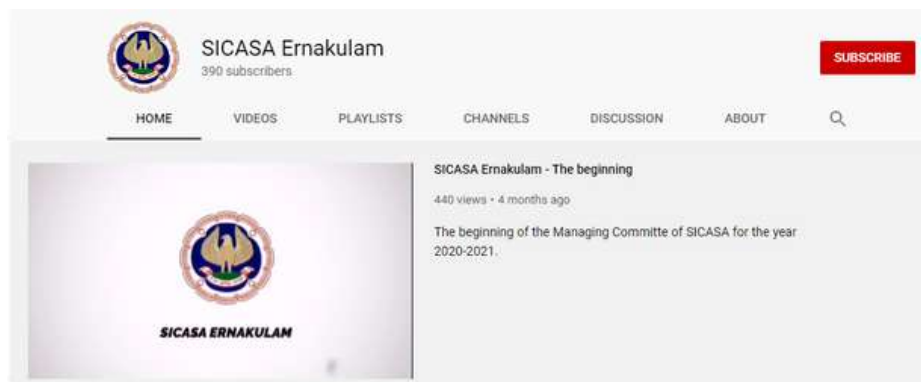 SICASA Ernakulam
390 subscribers
SUBSCRIBE
HOME VIDEOS PLAYLISTS CHANNELS DISCUSSION ABOUT
SICASA Ernakulam - The beginning
440 views • 4 months ago
The beginning of the Managing Committe of SICASA for the year
2020-2021.
SICASA ERNAKULAM